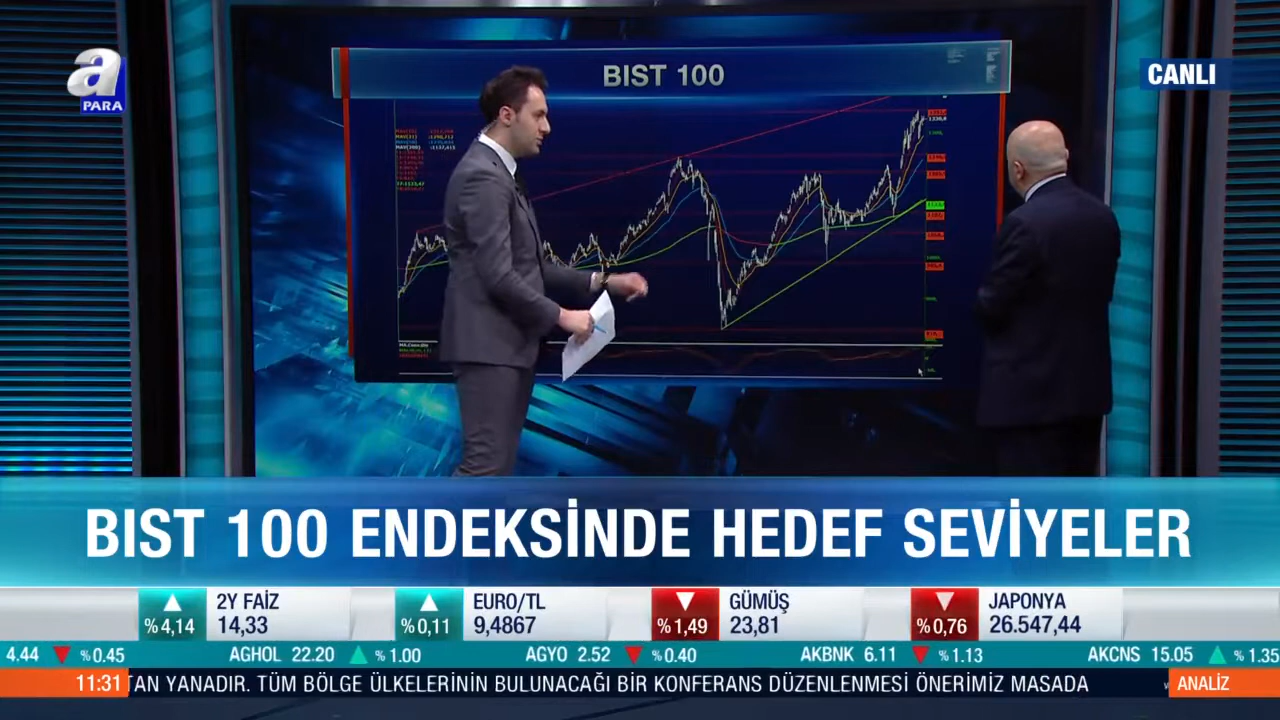 a
PARA
BIST 100
CANLI
BIST 100 ENDEKSİNDE HEDEF SEVİYELER
2Y FAİZ
% 4,14 14,33
EURO/TL
% 0,11 9,4867
GÜMÜŞ
% 1,49 23,81
JAPONYA
% 0,76 26.547,44
4.44 % 0.45 AGHOL 22.20 % 1.00 AGYO 2.52 % 0.40 AKBNK 6.11 % 1.13 AKCNS 15.05 % 1.35
11:31 TAN YANADIR. TÜM BÖLGE ÜLKELERİNİN BULUNACAĞI BİR KONFERANS DÜZENLENMESİ ÖNERİMİZ MASADA ANALİZ